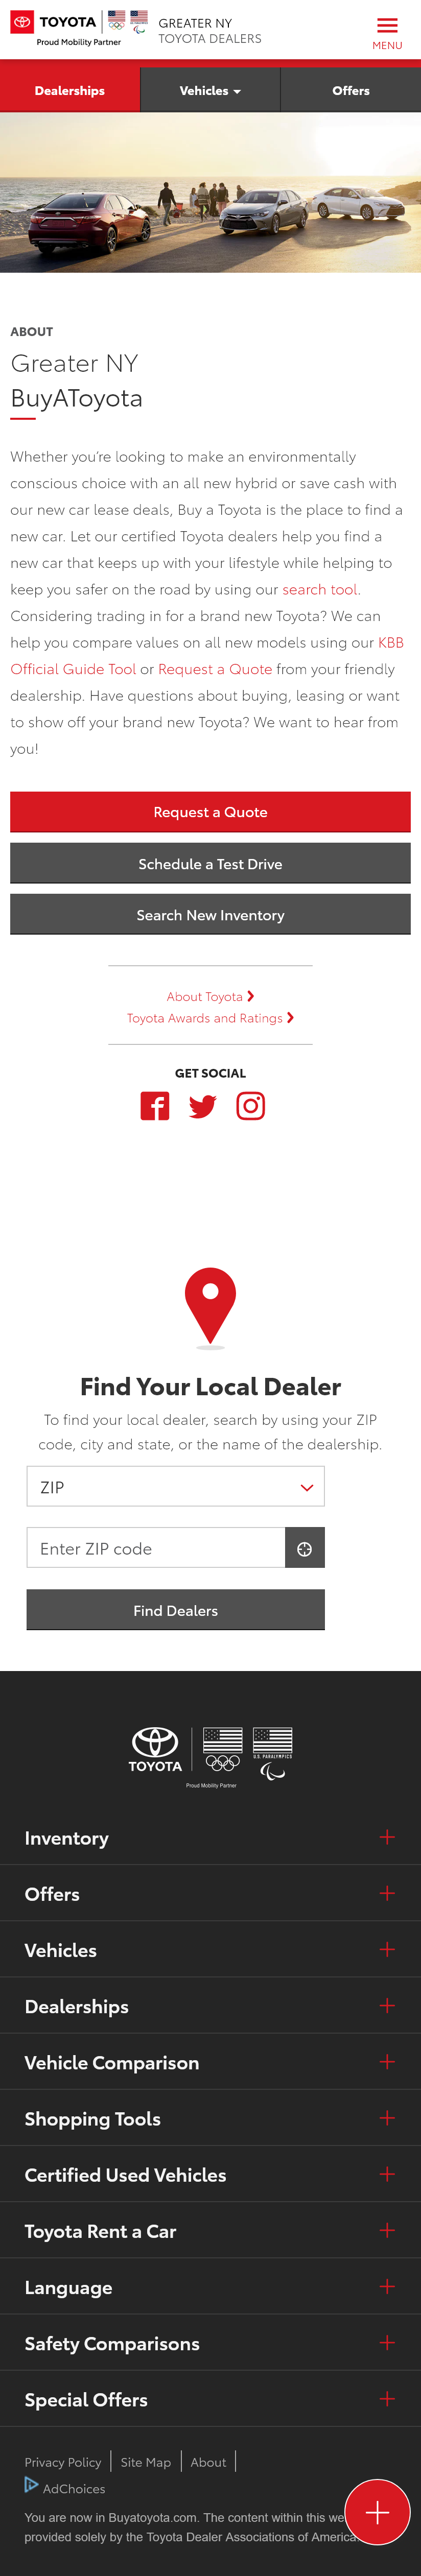 TOYOTA
Proud Mobility Partner
GREATER NY
TOYOTA DEALERS
MENU
Dealerships
Vehicles
Offers
ABOUT
Greater NY
BuyAToyota
Whether you're looking to make an environmentally
conscious choice with an all new hybrid or save cash with
our new car lease deals, Buy a Toyota is the place to find a
new car. Let our certified Toyota dealers help you find a
new car that keeps up with your lifestyle while helping to
keep you safer on the road by using our search tool.
Considering trading in for a brand new Toyota? We can
help you compare values on all new models using our KBB
Official Guide Tool or Request a Quote from your friendly
dealership. Have questions about buying, leasing or want
to show off your brand new Toyota? We want to hear from
you!
Request a Quote
Schedule a Test Drive
Search New Inventory
About Toyota
Toyota Awards and Ratings
GET SOCIAL
Find Your Local Dealer
To find your local dealer, search by using your ZIP
code, city and state, or the name of the dealership.
ZIP
Enter ZIP code
Find Dealers
TOYOTA
U.S. PARALYMPICS
Proud Mobility Partner
Inventory
Offers
Vehicles
Dealerships
Vehicle Comparison
Shopping Tools
Certified Used Vehicles
Toyota Rent a Car
Language
Safety Comparisons
Special Offers
Privacy Policy
Site Map
About
AdChoices
You are now in Buyatoyota.com. The content within this we
provided solely by the Toyota Dealer Associations of America